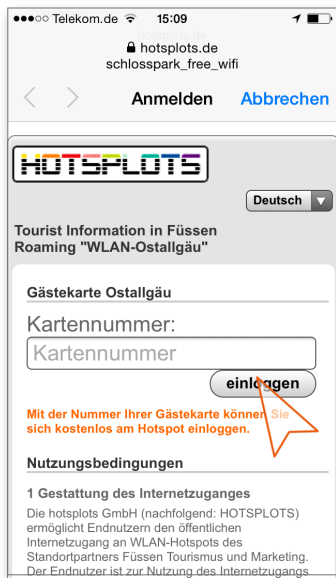 Telekom.de 15:09
hotsplots.de
hotsplots.de
schlosspark_free_wifi
Anmelden Abbrechen
HOTSPLOTS
Deutsch
Tourist Information in Füssen
Roaming "WLAN-Ostallgäu"
Gästekarte Ostallgäu
Kartennummer:
Kartennummer
einloggen
Mit der Nummer Ihrer Gästekarte können Sie
sich kostenlos am Hotspot einloggen.
Nutzungsbedingungen
1 Gestattung des Internetzuganges
Die hotsplots GmbH (nachfolgend: HOTSPLOTS)
ermöglicht Endnutzern den öffentlichen
Internetzugang an WLAN-Hotspots des
Standortpartners Füssen Tourismus und Marketing.
Der Endnutzer ist zur Nutzung des Internetzugangs